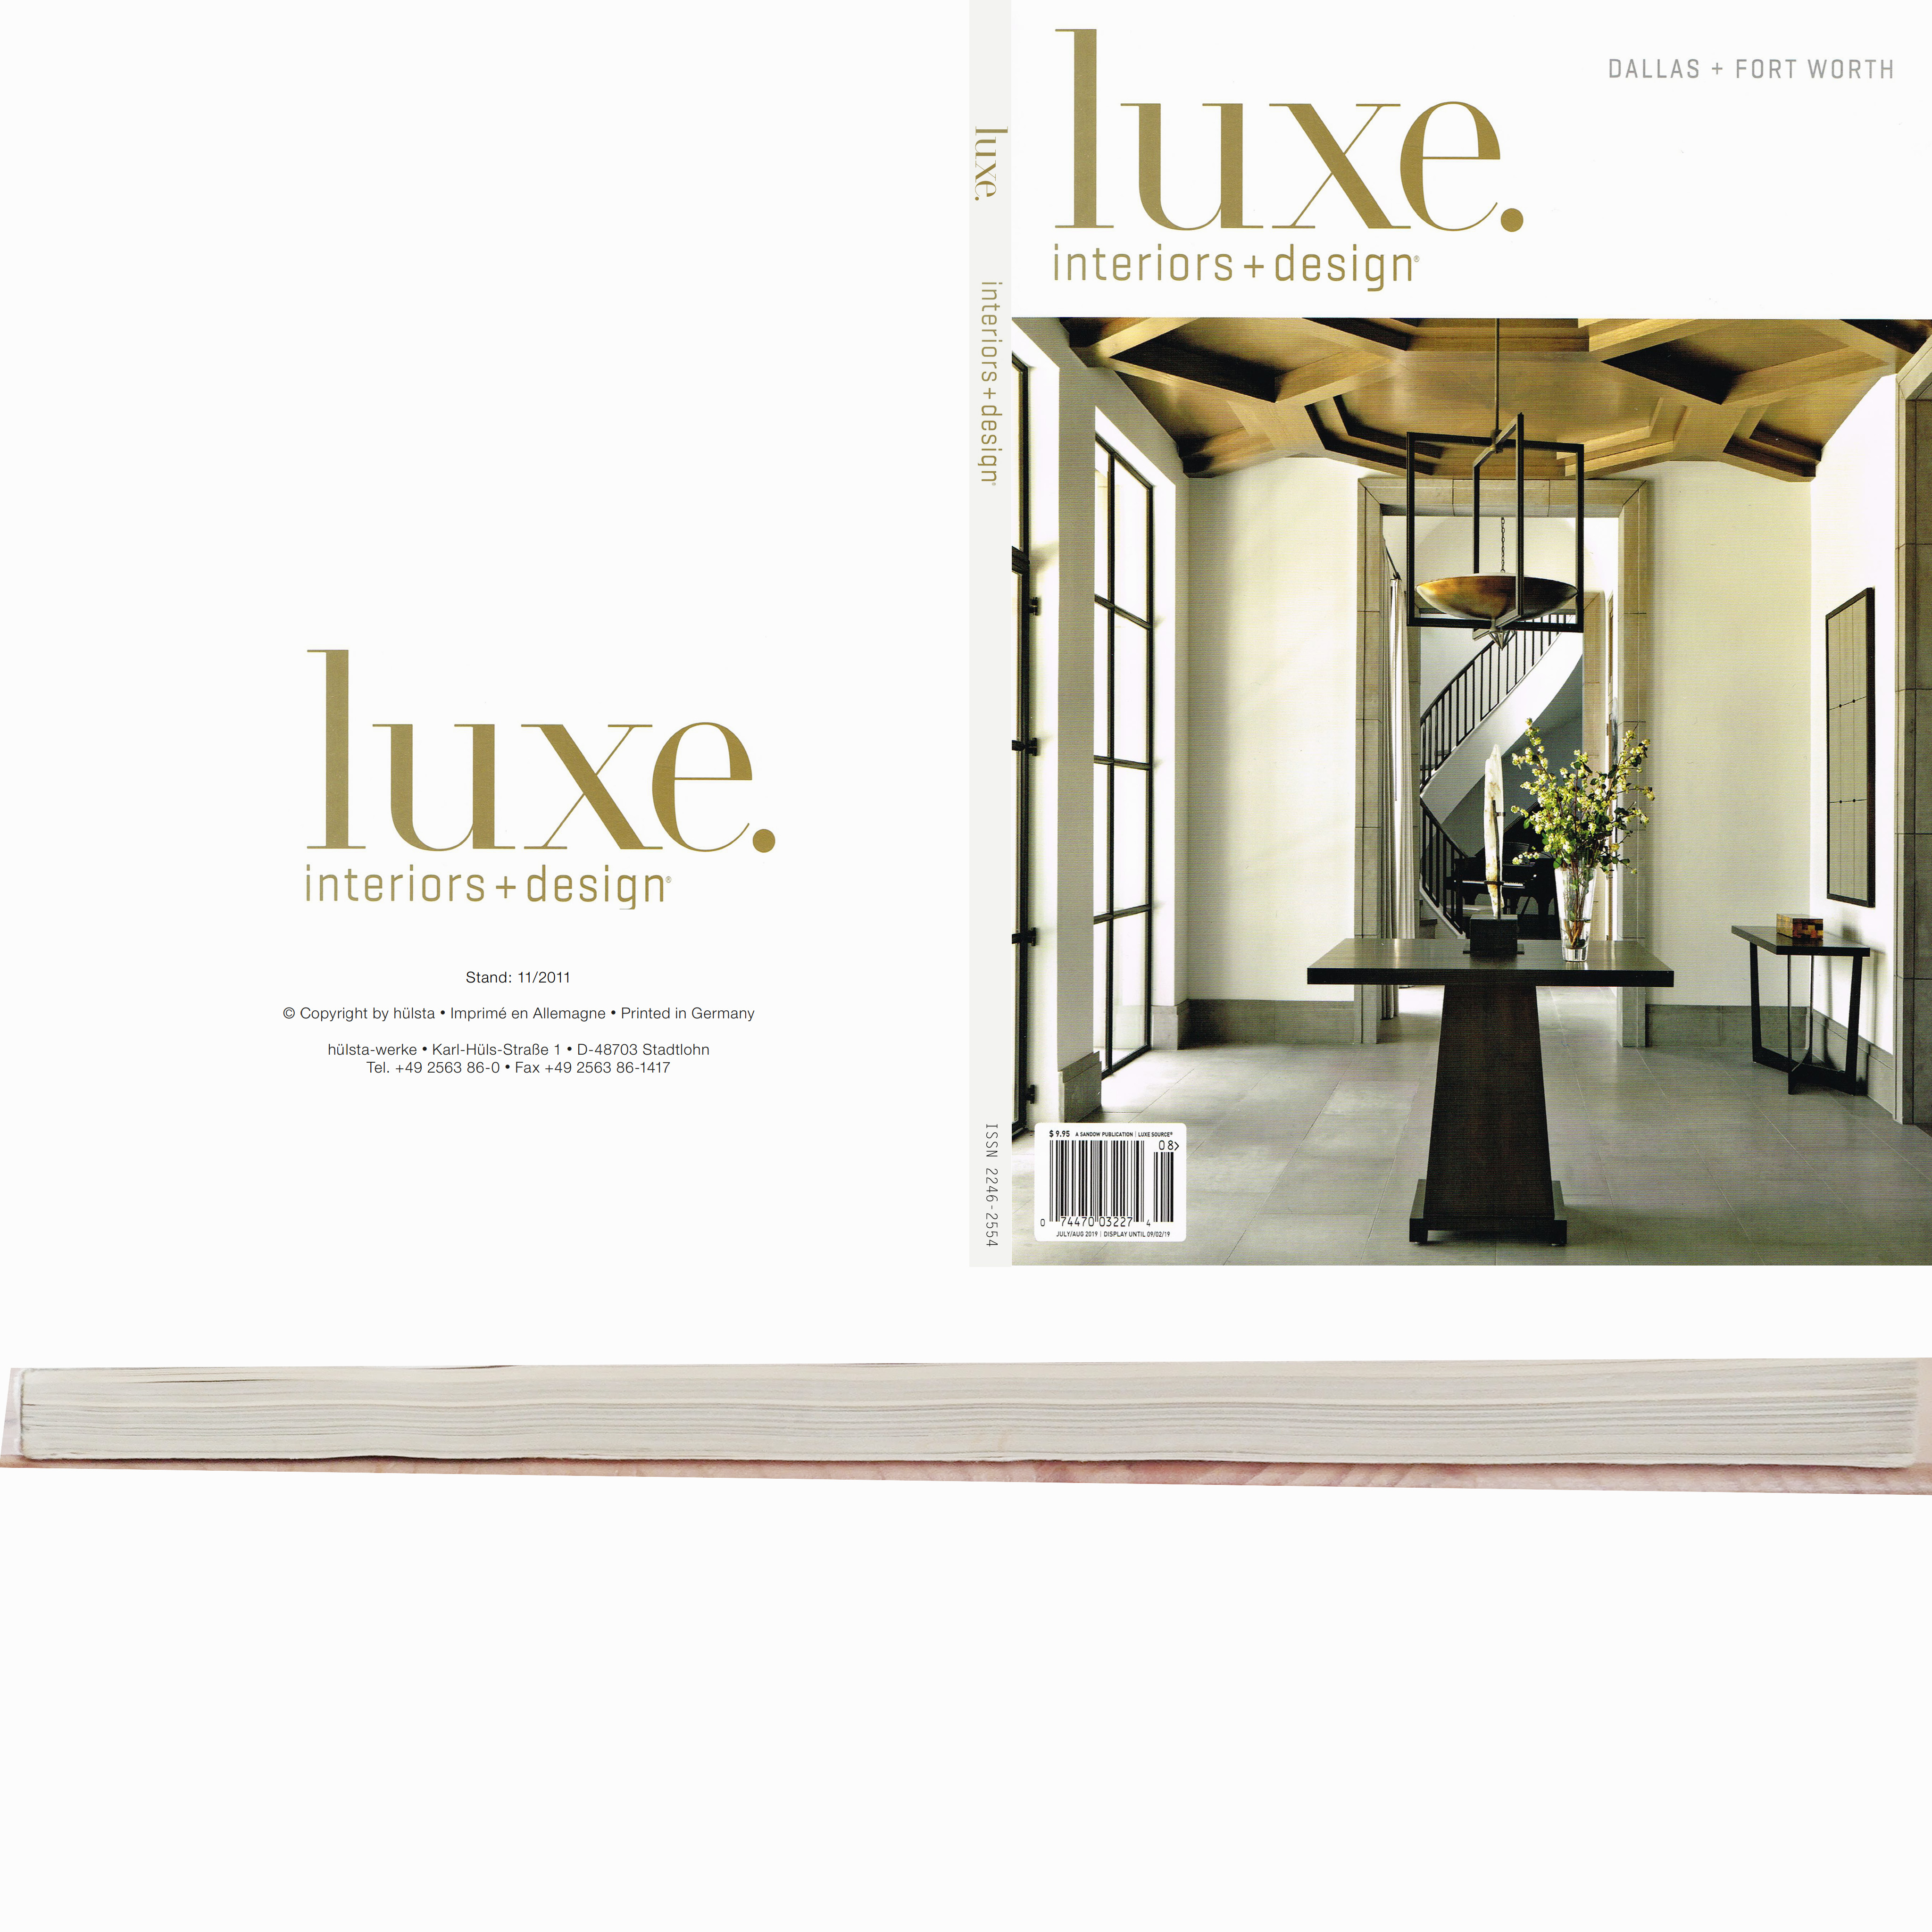 luxe.
interiors+design®
Stand: 11/2011
© Copyright by hülsta • Imprimé en Allemagne • Printed in Germany
hülsta-werke • Karl-Hüls-Straße 1 • D-48703 Stadtlohn
Tel. +49 2563 86-0 • Fax +49 2563 86-1417
luxe.
interiors+design®
ISSN 2246-2554
DALLAS + FORT WORTH
luxe.
interiors+design®
$ 9.95 A SANDOW PUBLICATION | LUXE SOURCE®
08>
0 74470 03227 4
JULY/AUG 2019 | DISPLAY UNTIL 09/02/19